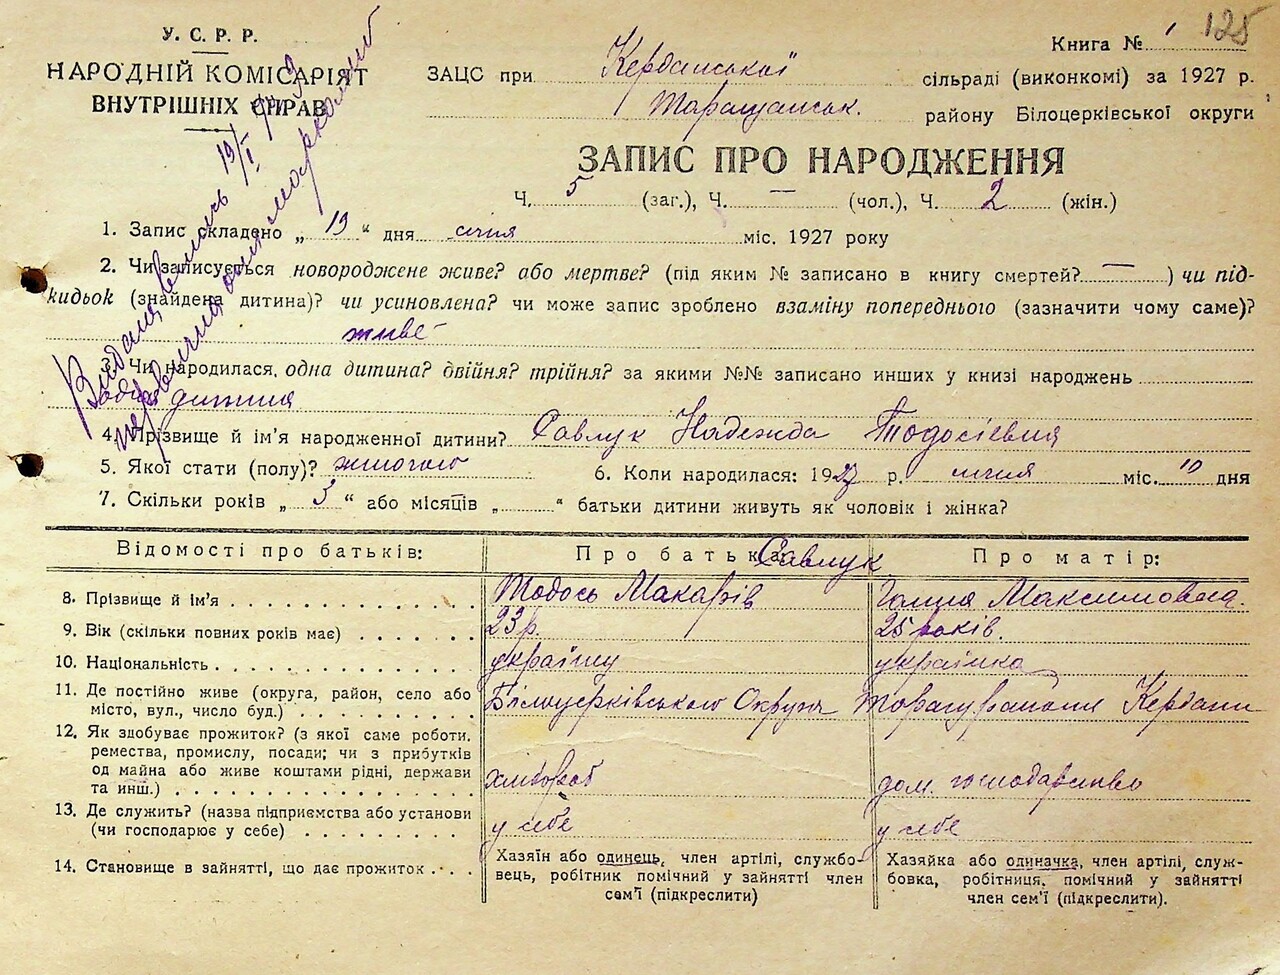 125
У. С. Р. Р.
НАРОДНІЙ КОМІСАРІЯТ
ВНУТРІШНІХ СПРАВ
Книга № 1
ЗАЦС при Керданської сільраді (виконкомі) за 1927 р.
Таращанськ. району Білоцерківської округи
ЗАПИС ПРО НАРОДЖЕННЯ
Ч. 5 (заг.), Ч. — (чол.), Ч. 2 (жін.)
1. Запис складено „ 19 “ дня січня міс. 1927 року
2. Чи записується новороджене живе? або мертве? (під яким № записано в книгу смертей? — ) чи під-
кидьок (знайдена дитина)? чи усиновлена? чи може запис зроблено взаміну попереднього (зазначити чому саме)?
живе
3. Чи народилася, одна дитина? двійня? трійня? за якими №№ записано инших у книзі народжень
дитина
4. Прізвище й ім'я народженної дитини? Савлук Надежда Тодосієвна
5. Якої стати (полу)? жіночого 6. Коли народилася: 1927 р. січня міс. 10 дня
7. Скільки років „ 3 “ або місяців „ “ батьки дитини живуть як чоловік і жінка?
Відомості про батьків: Про батька: Про матір:
Савлук
8. Прізвище й ім'я Тодось Макарів Ганна Максимовна.
9. Вік (скільки повних років має) 23 р. 25 років.
10. Національність українц українка
11. Де постійно живе (округа, район, село або
місто, вул., число буд.) Білоцерківського Округа Кердани
12. Як здобуває прожиток? (з якої саме роботи,
ремества, промислу, посади; чи з прибутків
од майна або живе коштами рідні, держави
та инш.) хлібороб дом. господарство
13. Де служить? (назва підприємства або установи
(чи господарює у себе) у себе у себе
14. Становище в зайнятті, що дає прожиток
Хазяїн або одинець, член артілі, службо-
вець, робітник помічний у зайнятті член
сем'ї (підкреслити)
Хазяйка або одиначка, член артілі, служ-
бовка, робітниця, помічний у зайнятті
член сем'ї (підкреслити).